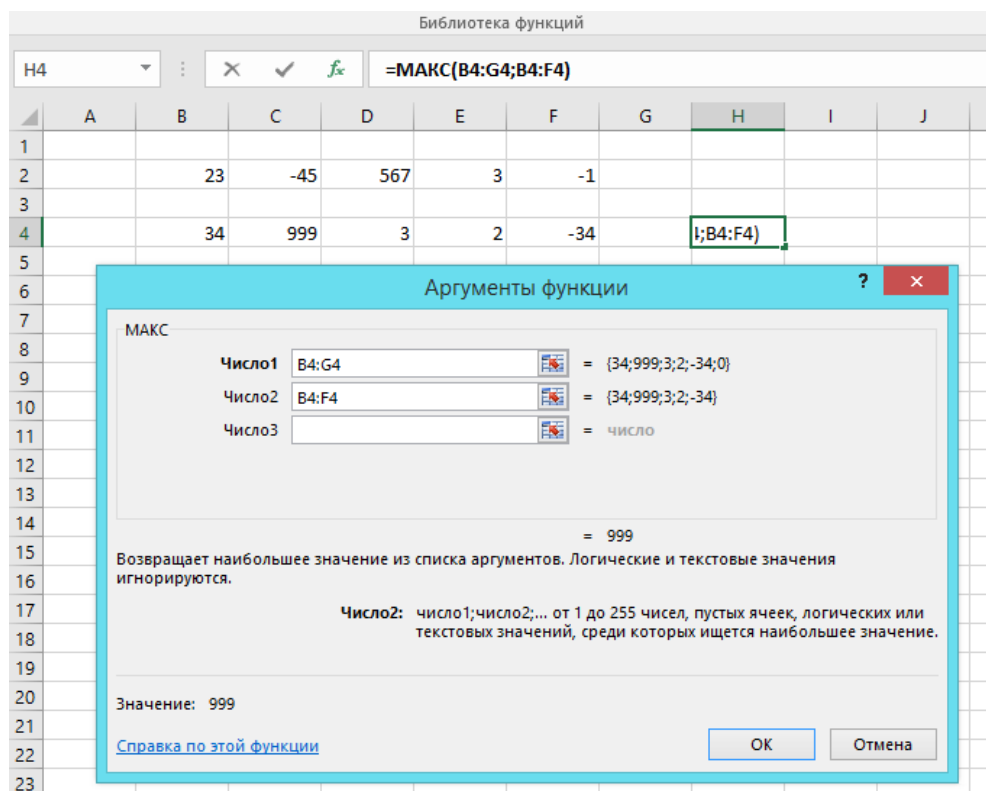 Библиотека функций
H4 =МАКС(B4:G4;B4:F4)
A B C D E F G H I J
1
2 23 -45 567 3 -1
3
4 34 999 3 2 -34 ;B4:F4)
5
6 Аргументы функции ?
7
МАКС
8 Число1 B4:G4 = {34;999;3;2;-34;0}
9 Число2 B4:F4 = {34;999;3;2;-34}
10
11 Число3 = число
12
13
14
= 999
15 Возвращает наибольшее значение из списка аргументов. Логические и текстовые значения
16 игнорируются.
17 Число2: число1;число2;... от 1 до 255 чисел, пустых ячеек, логических или
18 текстовых значений, среди которых ищется наибольшее значение.
19
20 Значение: 999
21
22 Справка по этой функции ОК Отмена
23